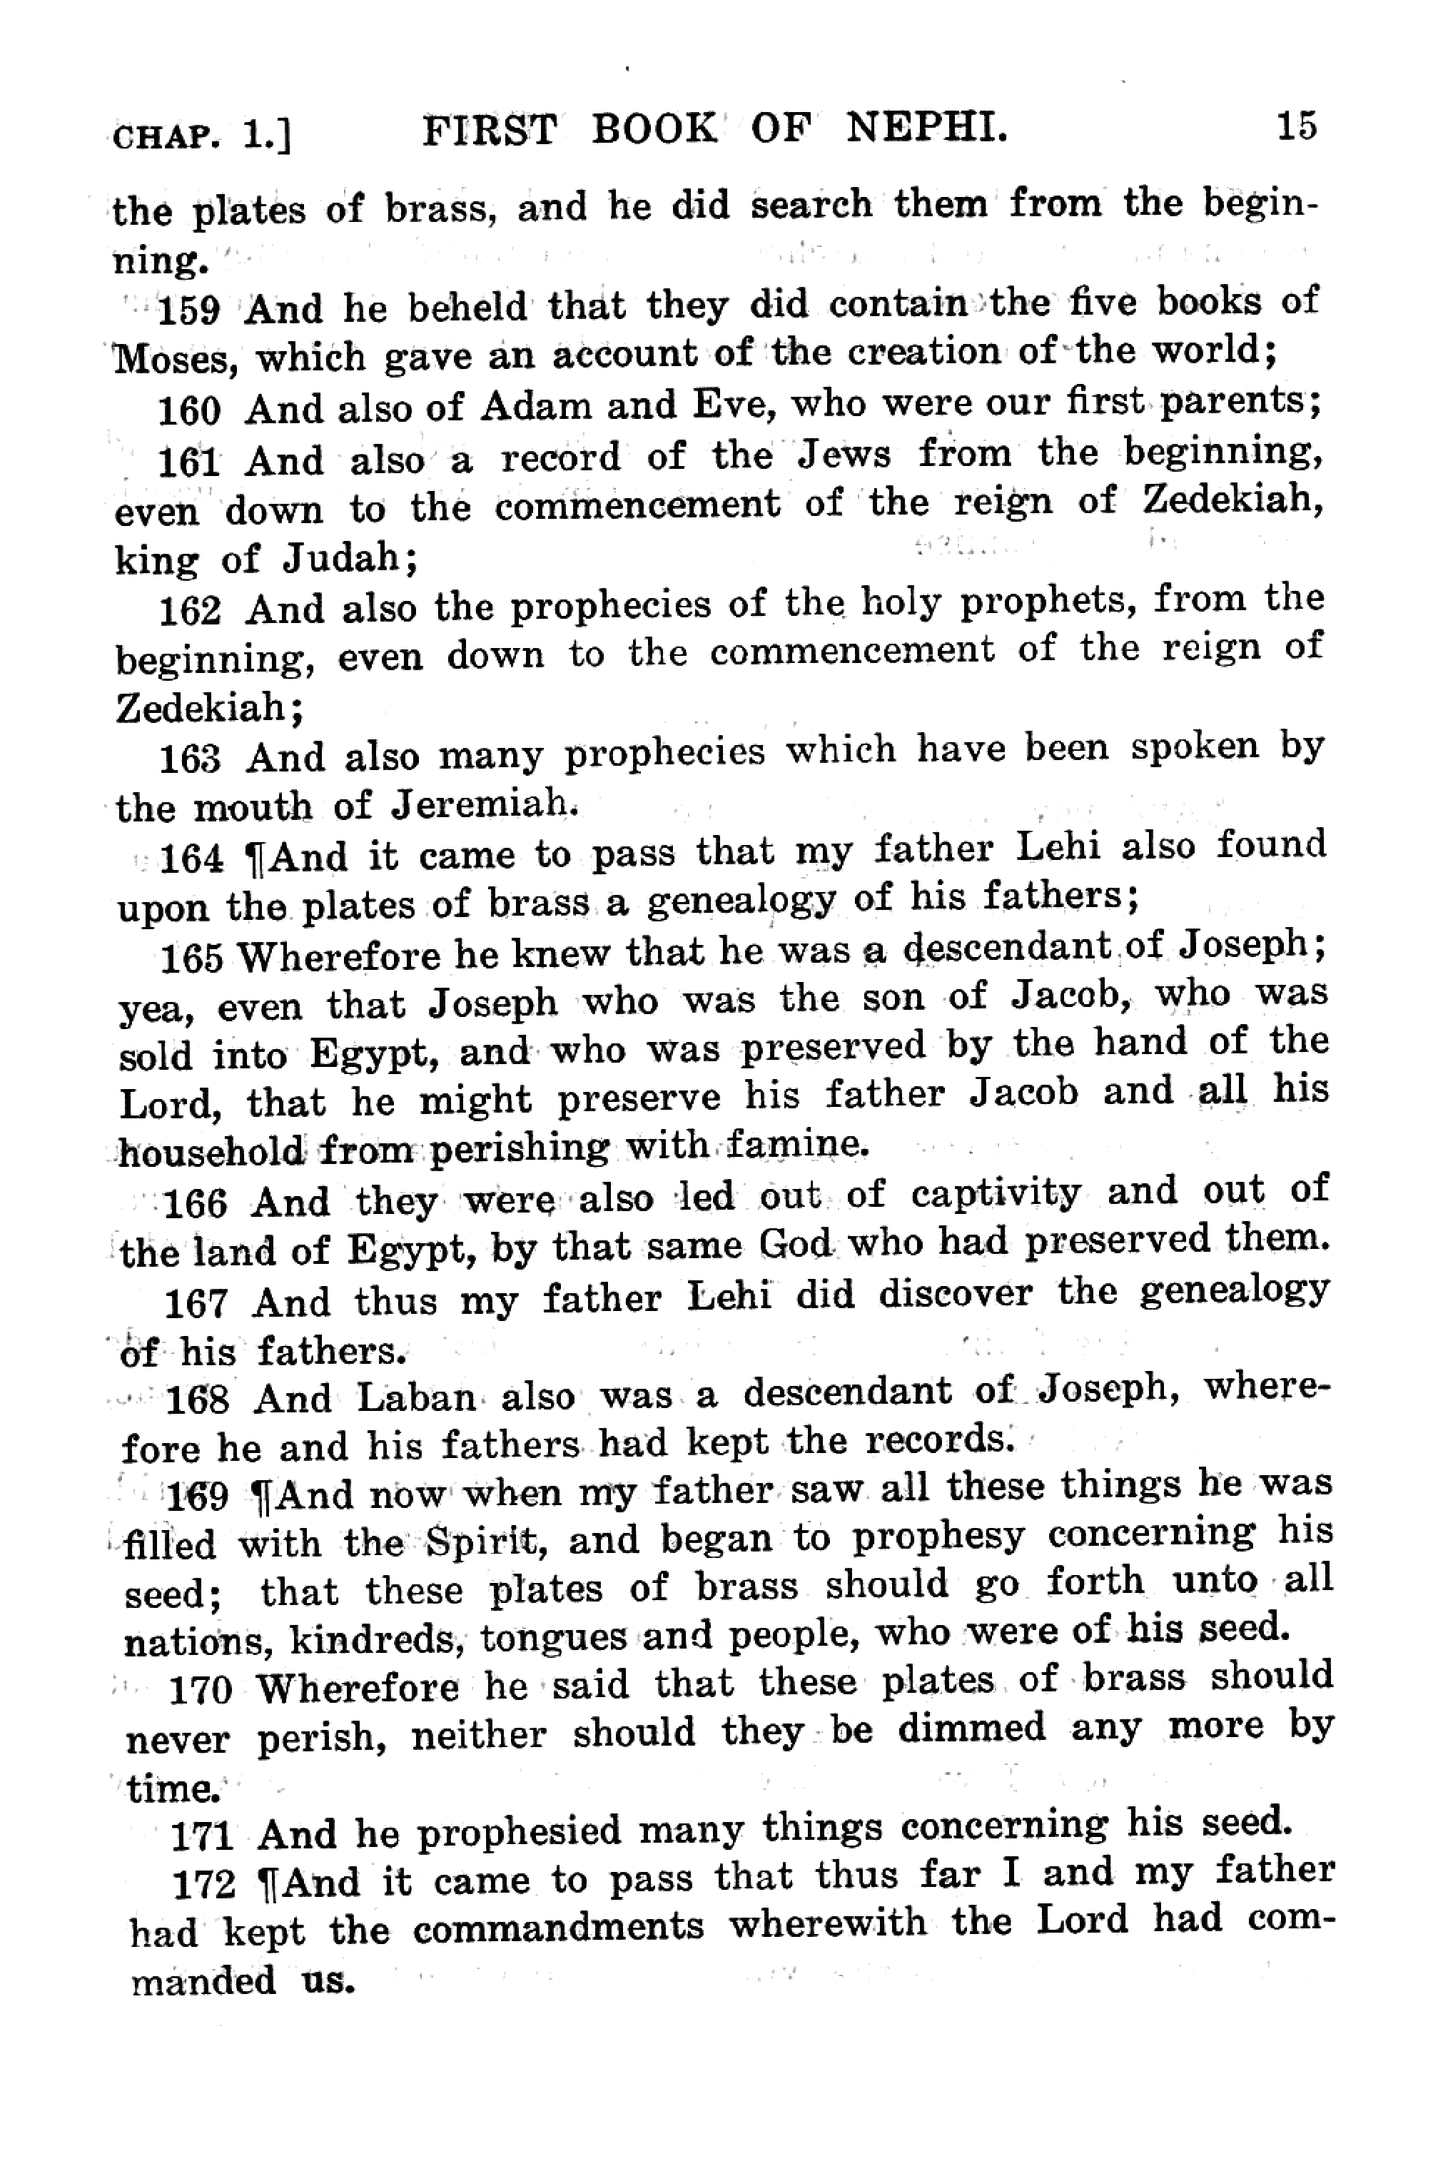 CHAP. 1.] FIRST BOOK OF NEPHI. 15
the plates of brass, and he did search them from the begin-
ning.
159 And he beheld that they did contain the five books of
Moses, which gave an account of the creation of the world;
160 And also of Adam and Eve, who were our first parents;
161 And also a record of the Jews from the beginning,
even down to the commencement of the reign of Zedekiah,
king of Judah;
162 And also the prophecies of the holy prophets, from the
beginning, even down to the commencement of the reign of
Zedekiah;
163 And also many prophecies which have been spoken by
the mouth of Jeremiah.
164 ¶And it came to pass that my father Lehi also found
upon the plates of brass a genealogy of his fathers;
165 Wherefore he knew that he was a descendant of Joseph;
yea, even that Joseph who was the son of Jacob, who was
sold into Egypt, and who was preserved by the hand of the
Lord, that he might preserve his father Jacob and all his
household from perishing with famine.
166 And they were also led out of captivity and out of
the land of Egypt, by that same God who had preserved them.
167 And thus my father Lehi did discover the genealogy
of his fathers.
168 And Laban also was a descendant of Joseph, where-
fore he and his fathers had kept the records.
169 ¶And now when my father saw all these things he was
filled with the Spirit, and began to prophesy concerning his
seed; that these plates of brass should go forth unto all
nations, kindreds, tongues and people, who were of his seed.
170 Wherefore he said that these plates of brass should
never perish, neither should they be dimmed any more by
time.
171 And he prophesied many things concerning his seed.
172 ¶And it came to pass that thus far I and my father
had kept the commandments wherewith the Lord had com-
manded us.